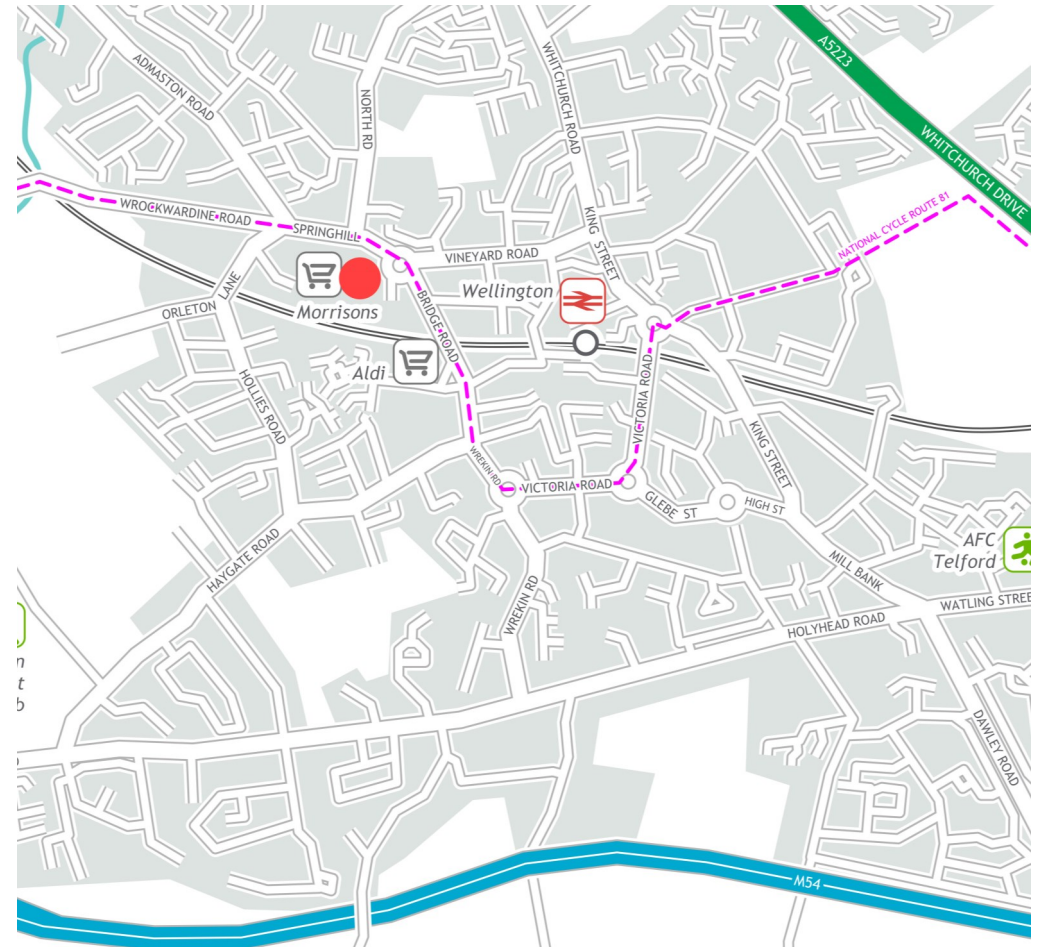 A5223
WHITCHURCH DRIVE
ADMASTON ROAD
NORTH RD
WHITCHURCH ROAD
WROCKWARDINE ROAD
SPRINGHILL
NATIONAL CYCLE ROUTE 81
KING STREET
VINEYARD ROAD
Morrisons
Wellington
ORLETON LANE
BRIDGE ROAD
Aldi
HOLLIES ROAD
VICTORIA ROAD
KING STREET
WREKIN RD
VICTORIA ROAD
GLEBE ST
HIGH ST
AFC
Telford
HAYGATE ROAD
MILL BANK
WREKIN RD
WATLING STREE
HOLYHEAD ROAD
n
t
b
DAWLEY ROAD
M54